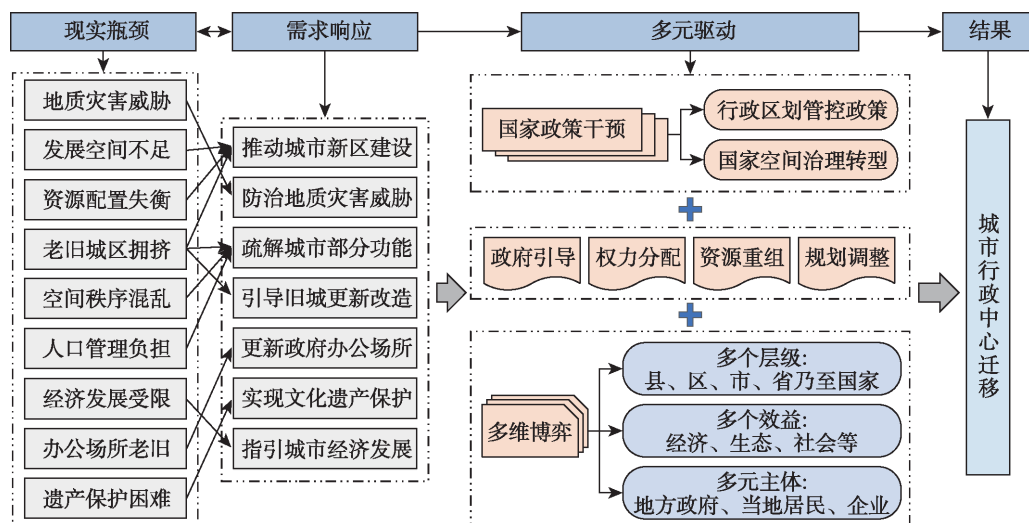 现实瓶颈
需求响应
多元驱动
结果
地质灾害威胁
发展空间不足
资源配置失衡
老旧城区拥挤
空间秩序混乱
人口管理负担
经济发展受限
办公场所老旧
遗产保护困难
推动城市新区建设
防治地质灾害威胁
疏解城市部分功能
引导旧城更新改造
更新政府办公场所
实现文化遗产保护
指引城市经济发展
国家政策干预
行政区划管控政策
国家空间治理转型
政府引导
权力分配
资源重组
规划调整
多维博弈
多个层级:
县、区、市、省乃至国家
多个效益:
经济、生态、社会等
多元主体:
地方政府、当地居民、企业
城市行政中心迁移